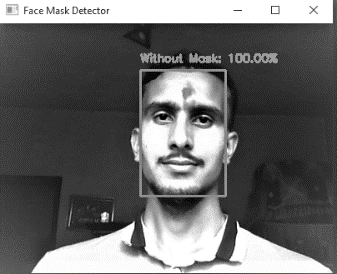 Face Mask Detector
Without Mask: 100.00%